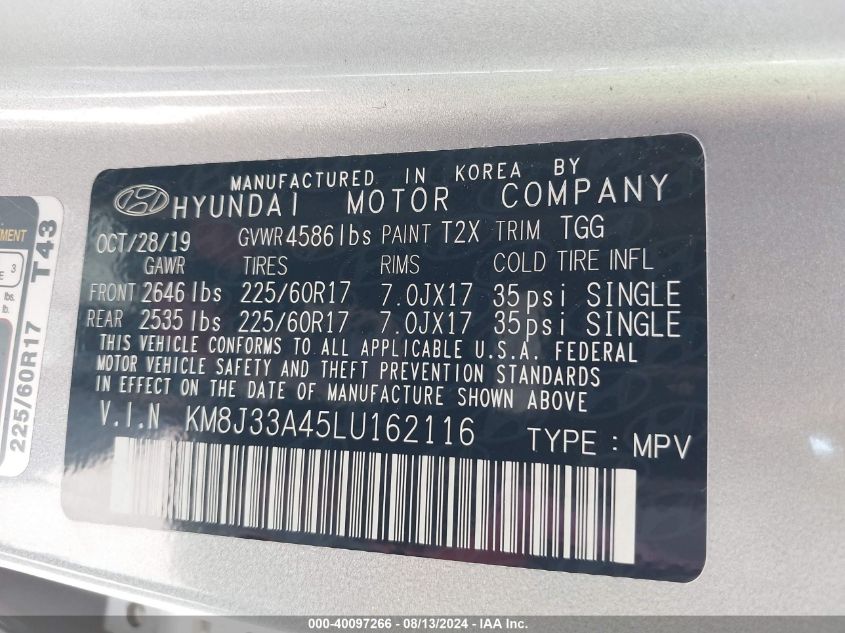 MANUFACTURED IN KOREA BY
HYUNDAI MOTOR COMPANY
OCT/28/19 GVWR 4586 lbs PAINT T2X TRIM TGG
GAWR TIRES RIMS COLD TIRE INFL
FRONT 2646 lbs 225/60R17 7.0JX17 35psi SINGLE
REAR 2535 lbs 225/60R17 7.0JX17 35psi SINGLE
THIS VEHICLE CONFORMS TO ALL APPLICABLE U.S.A. FEDERAL
MOTOR VEHICLE SAFETY AND THEFT PREVENTION STANDARDS
IN EFFECT ON THE DATE OF MANUFACTURE SHOWN ABOVE
V.I.N KM8J33A45LU162116 TYPE : MPV
225/60R17 T43
3
lbs.
lb.
000-40097266 - 08/13/2024 - IAA Inc.